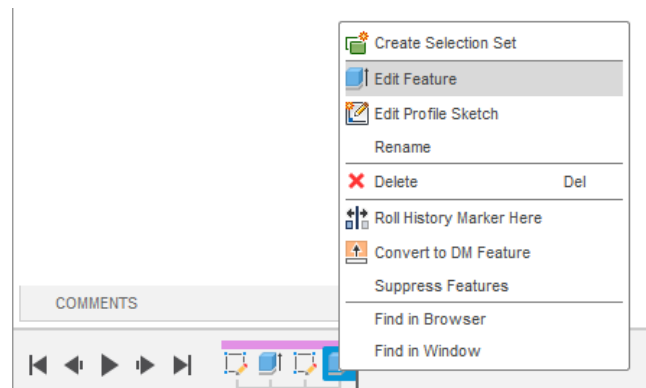 Create Selection Set
Edit Feature
Edit Profile Sketch
Rename
Delete Del
Roll History Marker Here
Convert to DM Feature
Suppress Features
Find in Browser
Find in Window
COMMENTS